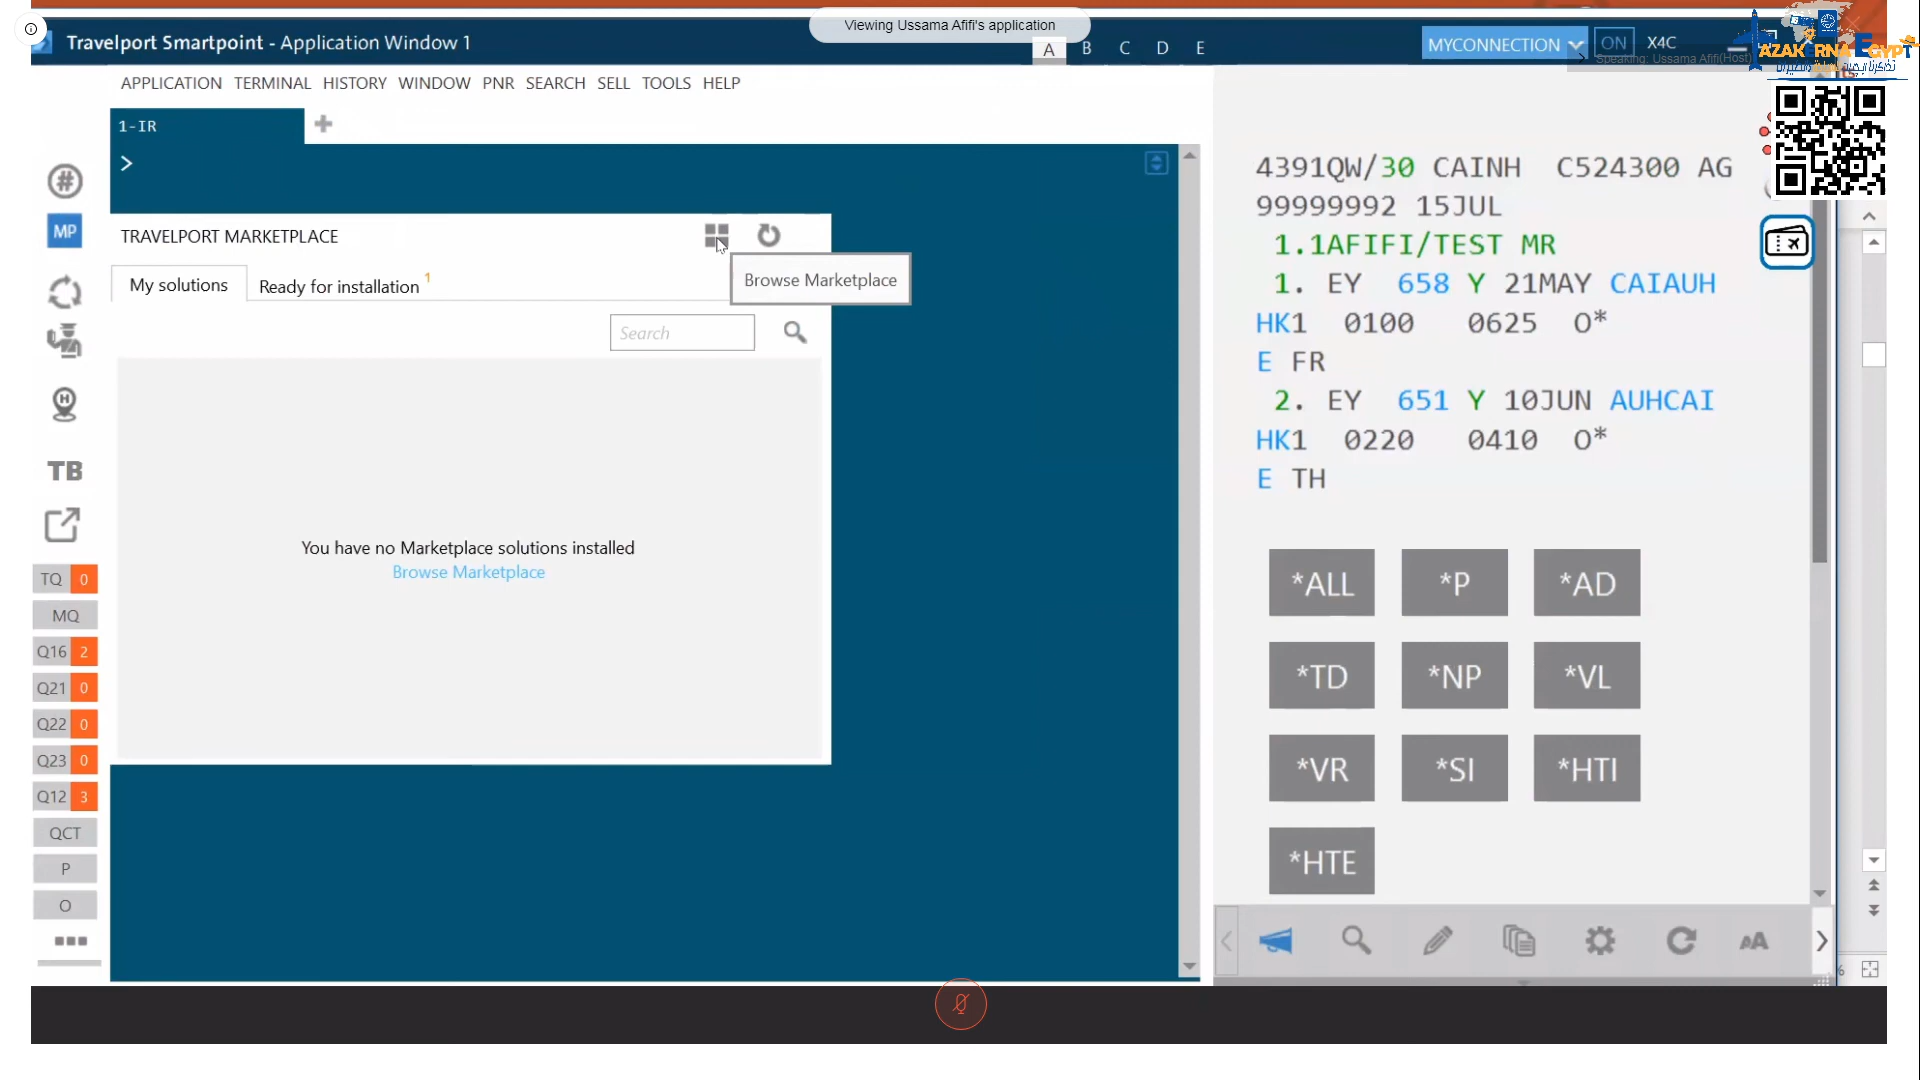 Viewing Ussama Afifi's application
Travelport Smartpoint - Application Window 1
A B C D E
MYCONNECTION ON X4C
Speaking: Ussama Afifi(Host)
APPLICATION TERMINAL HISTORY WINDOW PNR SEARCH SELL TOOLS HELP
1-IR
>
MP
TB
TQ 0
MQ
Q16 2
Q21 0
Q22 0
Q23 0
Q12 3
QCT
P
O
TRAVELPORT MARKETPLACE
Browse Marketplace
My solutions
Ready for installation 1
Search
You have no Marketplace solutions installed
Browse Marketplace
4391QW/30 CAINH C524300 AG
99999992 15JUL
1.1AFIFI/TEST MR
1. EY 658 Y 21MAY CAIAUH
HK1 0100 0625 O*
E FR
2. EY 651 Y 10JUN AUHCAI
HK1 0220 0410 O*
E TH
*ALL *P *AD
*TD *NP *VL
*VR *SI *HTI
*HTE
AA